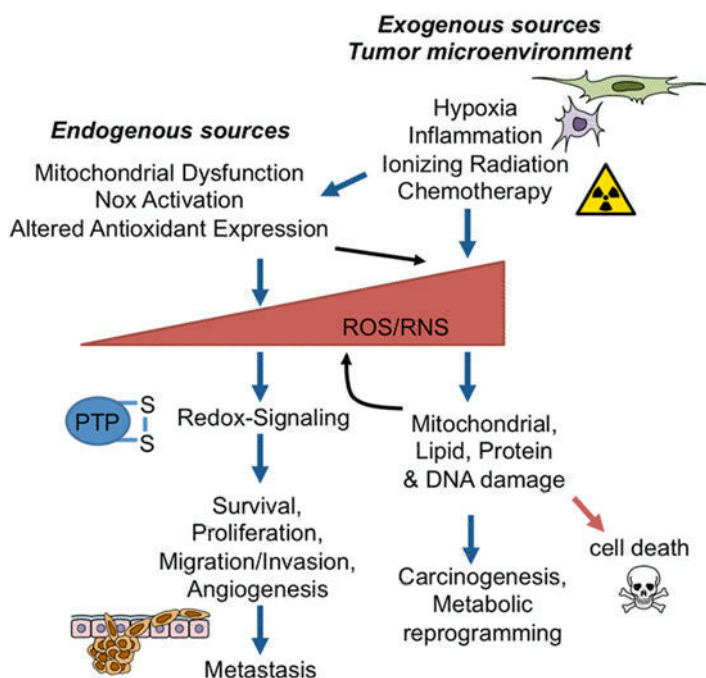 Exogenous sources
Tumor microenvironment
Hypoxia
Inflammation
Ionizing Radiation
Chemotherapy
Endogenous sources
Mitochondrial Dysfunction
Nox Activation
Altered Antioxidant Expression
ROS/RNS
PTP
S
S
Redox-Signaling
Survival,
Proliferation,
Migration/Invasion,
Angiogenesis
Metastasis
Mitochondrial,
Lipid, Protein
& DNA damage
cell death
Carcinogenesis,
Metabolic
reprogramming